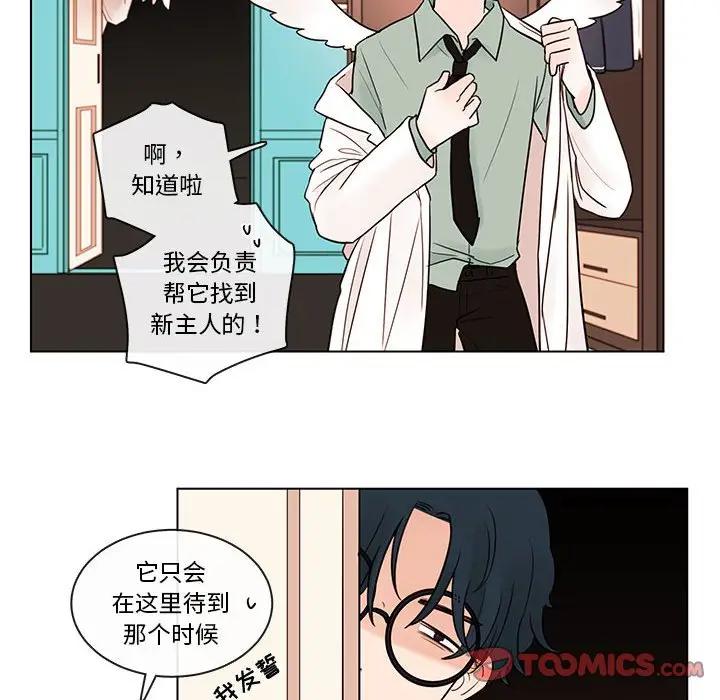 啊，
知道啦
我会负责
帮它找到
新主人的！
它只会
在这里待到
那个时候
我发誓
TOOMICS.COM